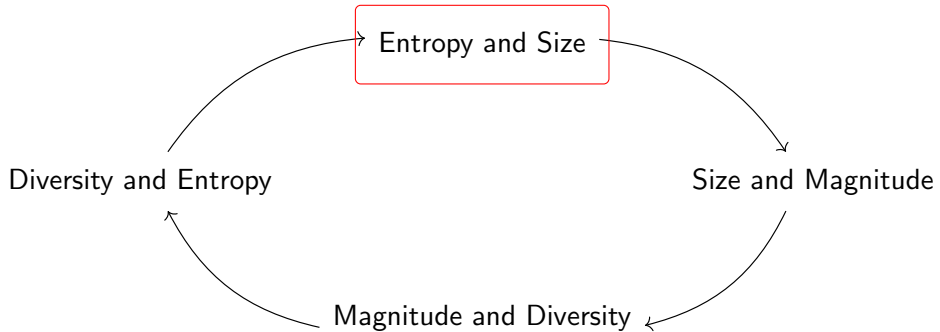 Entropy and Size
Diversity and Entropy
Size and Magnitude
Magnitude and Diversity